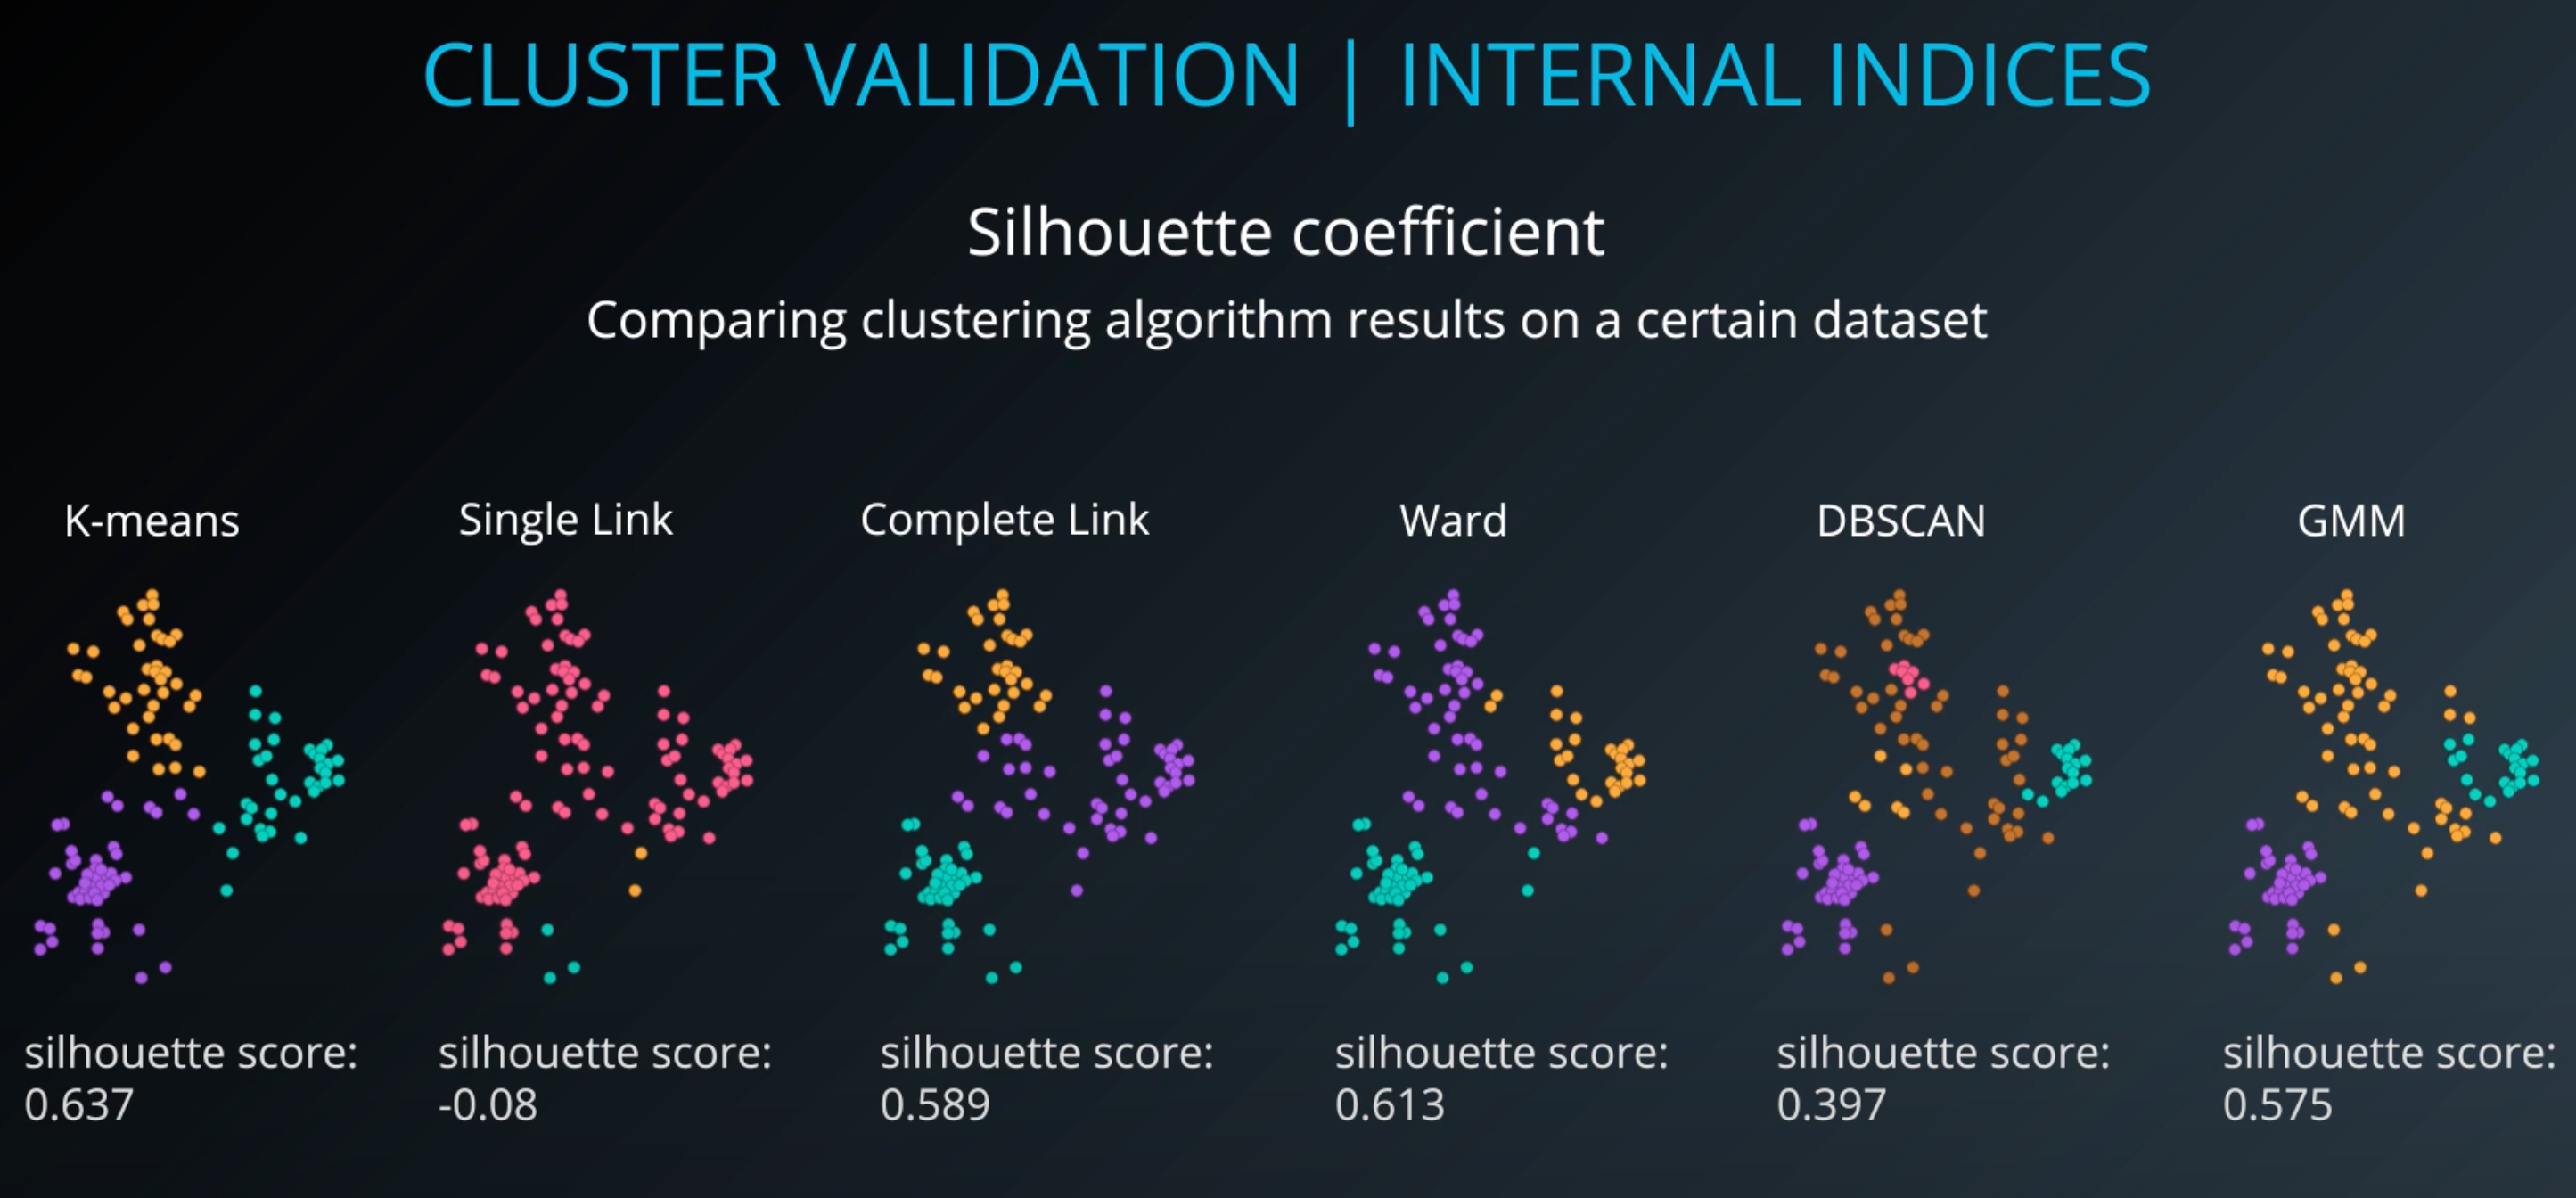 CLUSTER VALIDATION | INTERNAL INDICES
Silhouette coefficient
Comparing clustering algorithm results on a certain dataset
K-means
Single Link
Complete Link
Ward
DBSCAN
GMM
silhouette score:
0.637
silhouette score:
-0.08
silhouette score:
0.589
silhouette score:
0.613
silhouette score:
0.397
silhouette score:
0.575